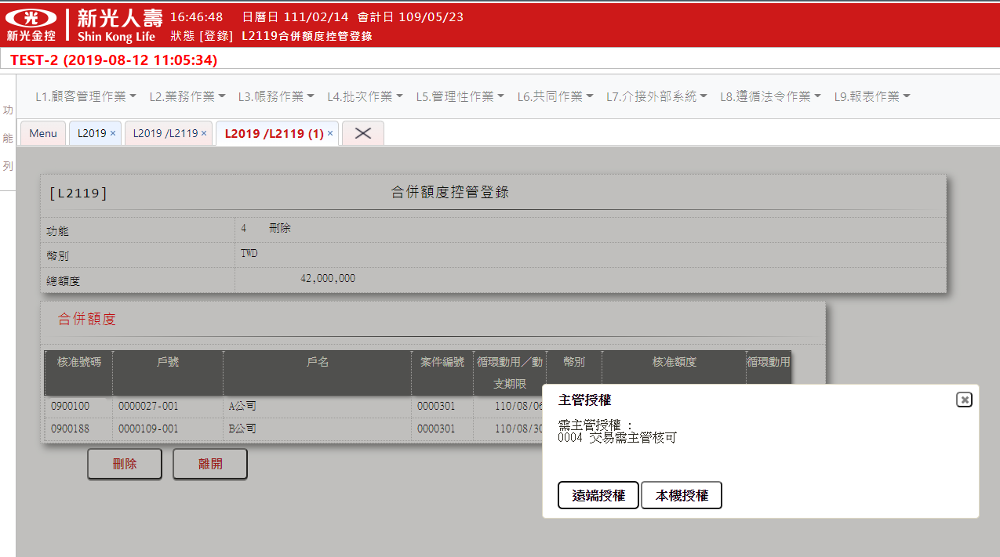 新光金控
新光人壽
Shin Kong Life
16:46:48 日曆日 111/02/14 會計日 109/05/23
狀態 [登錄] L2119合併額度控管登錄
TEST-2 (2019-08-12 11:05:34)
功
能
列
L1.顧客管理作業 L2.業務作業 L3.帳務作業 L4.批次作業 L5.管理性作業 L6.共同作業 L7.介接外部系統 L8.遵循法令作業 L9.報表作業
Menu L2019 × L2019 /L2119 × L2019 /L2119 (1) ×
[L2119] 合併額度控管登錄
功能 4 刪除
幣別 TWD
總額度 42,000,000
合併額度
核准號碼 戶號 戶名 案件編號 循環動用／動支期限 幣別 核准額度 循環動用
0900100 0000027-001 A公司 0000301 110/08/06
0900188 0000109-001 B公司 0000301 110/08/30
刪除 離開
主管授權
需主管授權 :
0004 交易需主管核可
遠端授權 本機授權